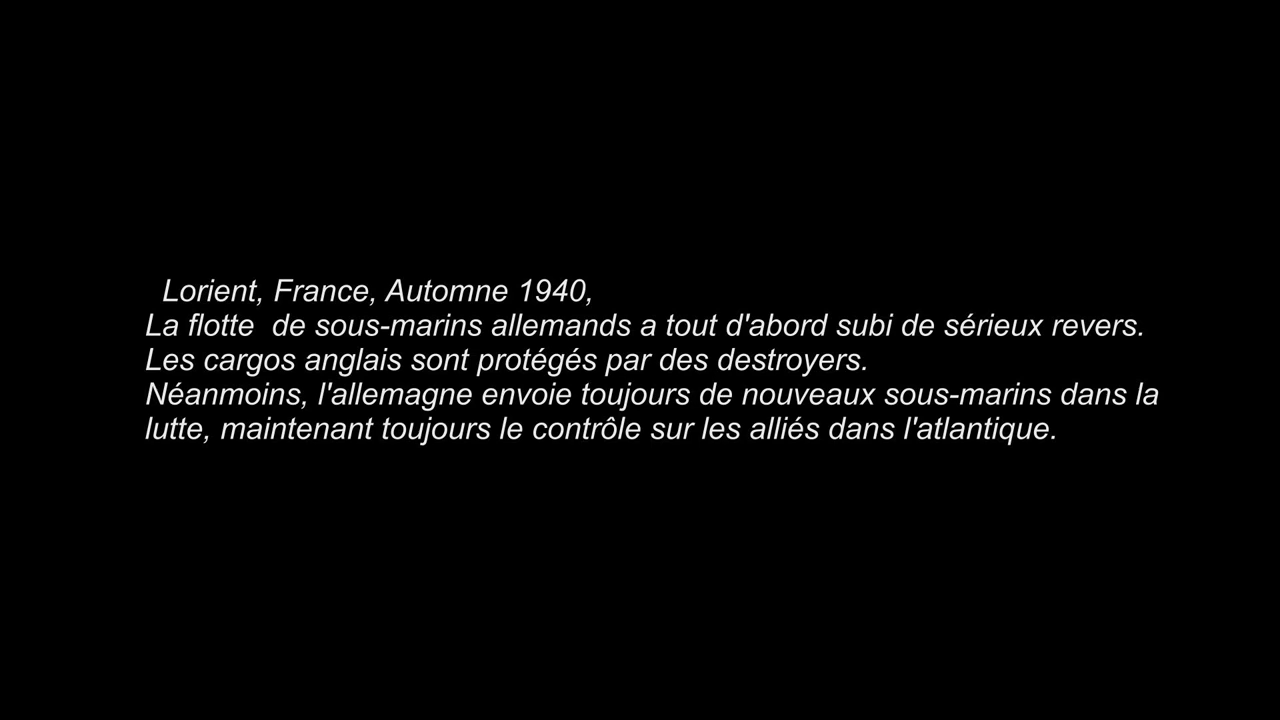 Lorient, France, Automne 1940,
La flotte  de sous-marins allemands a tout d'abord subi de sérieux revers.
Les cargos anglais sont protégés par des destroyers.
Néanmoins, l'allemagne envoie toujours de nouveaux sous-marins dans la
lutte, maintenant toujours le contrôle sur les alliés dans l'atlantique.